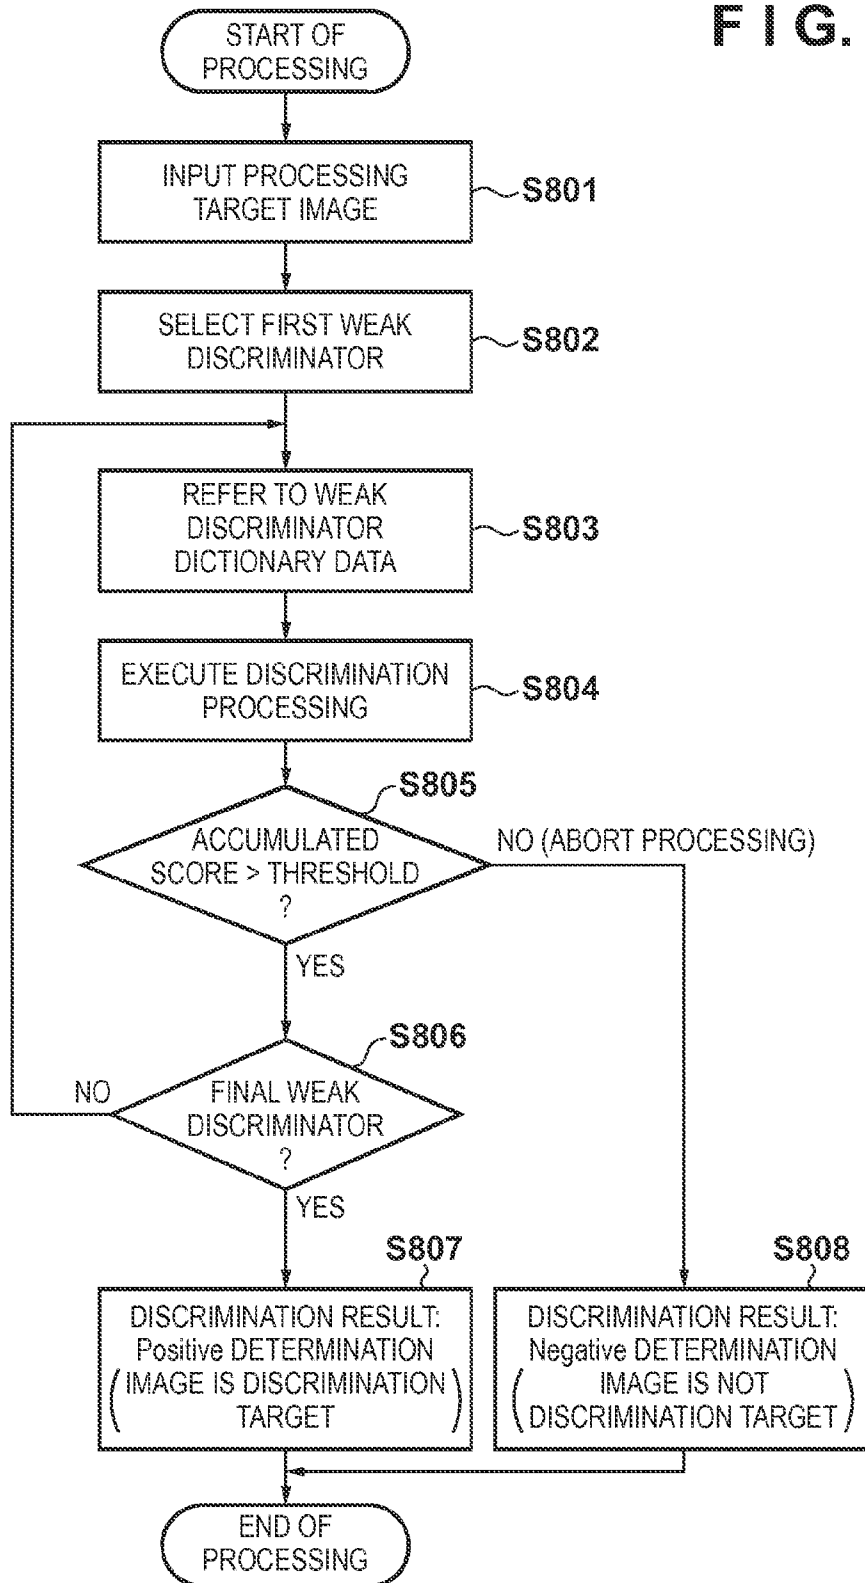 FIG.
START OF
PROCESSING
INPUT PROCESSING
TARGET IMAGE
S801
SELECT FIRST WEAK
DISCRIMINATOR
S802
REFER TO WEAK
DISCRIMINATOR
DICTIONARY DATA
S803
EXECUTE DISCRIMINATION
PROCESSING
S804
S805
ACCUMULATED
SCORE > THRESHOLD
?
NO (ABORT PROCESSING)
YES
S806
NO
FINAL WEAK
DISCRIMINATOR
?
YES
S807
DISCRIMINATION RESULT:
Positive DETERMINATION
(IMAGE IS DISCRIMINATION
TARGET)
S808
DISCRIMINATION RESULT:
Negative DETERMINATION
(IMAGE IS NOT
DISCRIMINATION TARGET)
END OF
PROCESSING